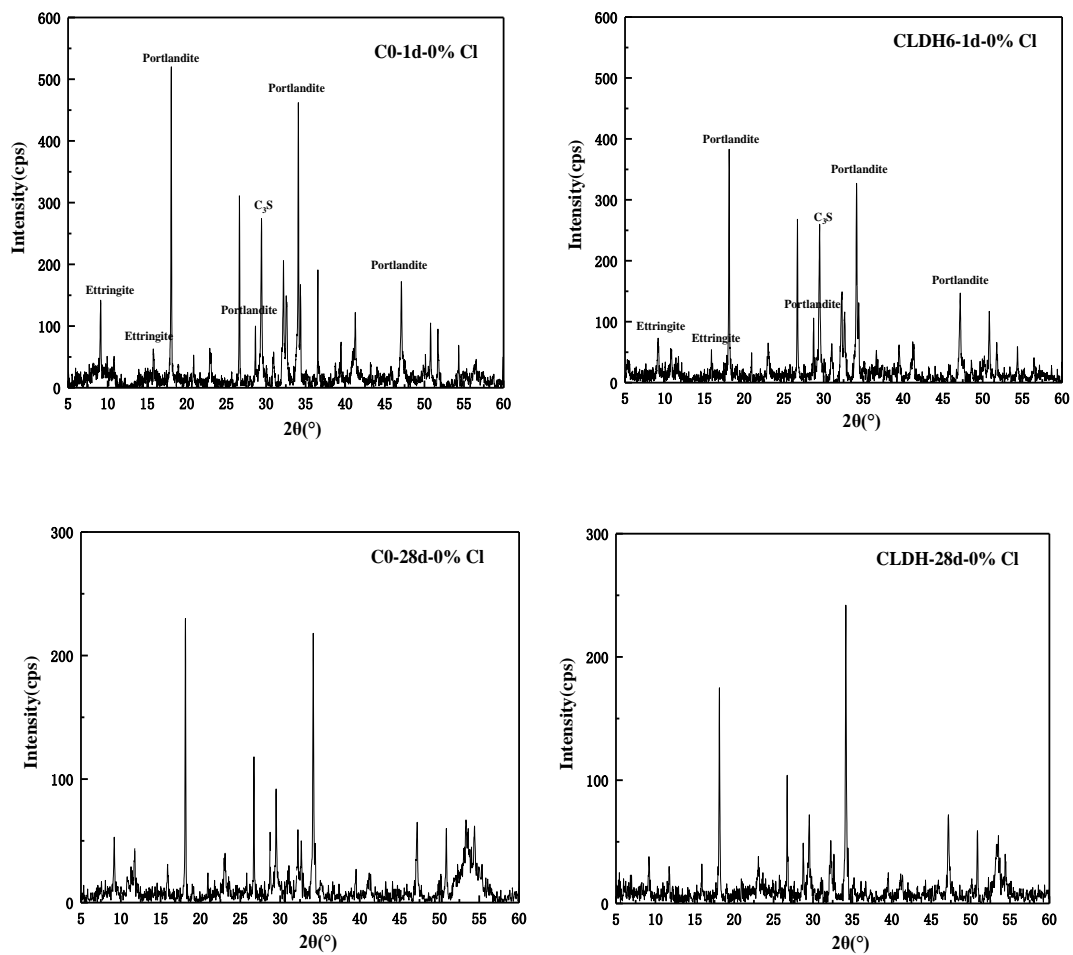 C0-1d-0% Cl
Intensity(cps)
600
500
400
300
200
100
0
Portlandite
Portlandite
C₃S
Portlandite
Ettringite
Portlandite
Ettringite
5 10 15 20 25 30 35 40 45 50 55 60
2θ(°)
CLDH6-1d-0% Cl
Intensity(cps)
600
500
400
300
200
100
0
Portlandite
Portlandite
C₃S
Portlandite
Portlandite
Ettringite
Ettringite
5 10 15 20 25 30 35 40 45 50 55 60
2θ(°)
C0-28d-0% Cl
Intensity(cps)
300
200
100
0
5 10 15 20 25 30 35 40 45 50 55 60
2θ(°)
CLDH-28d-0% Cl
Intensity(cps)
300
200
100
0
5 10 15 20 25 30 35 40 45 50 55 60
2θ(°)